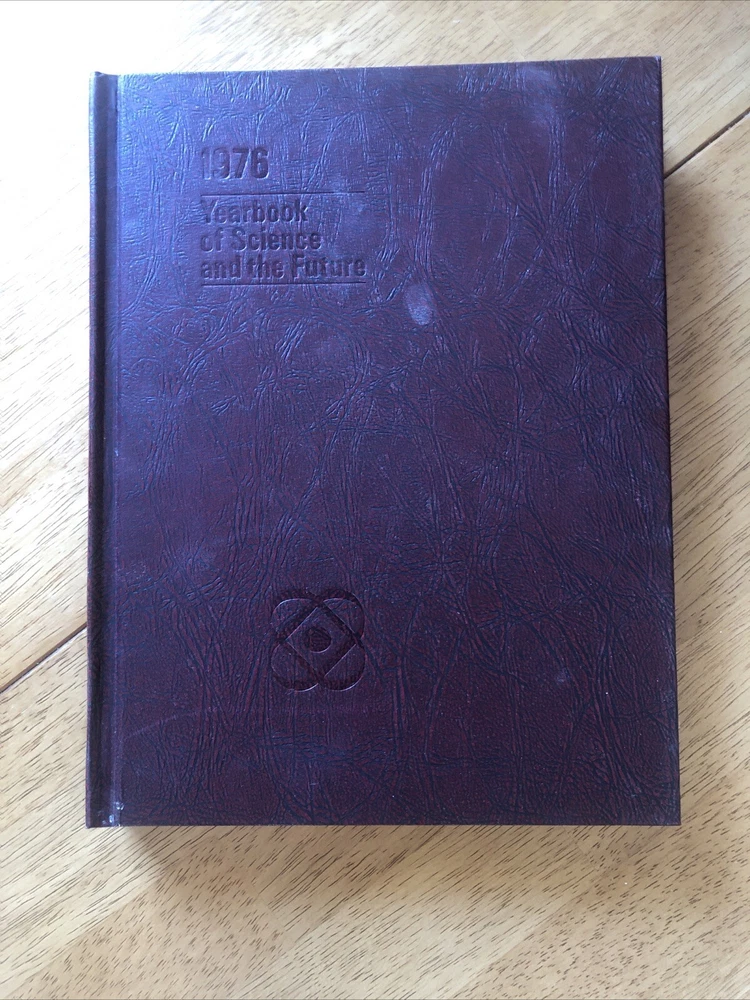 1976
Yearbook
of Science
and the Future